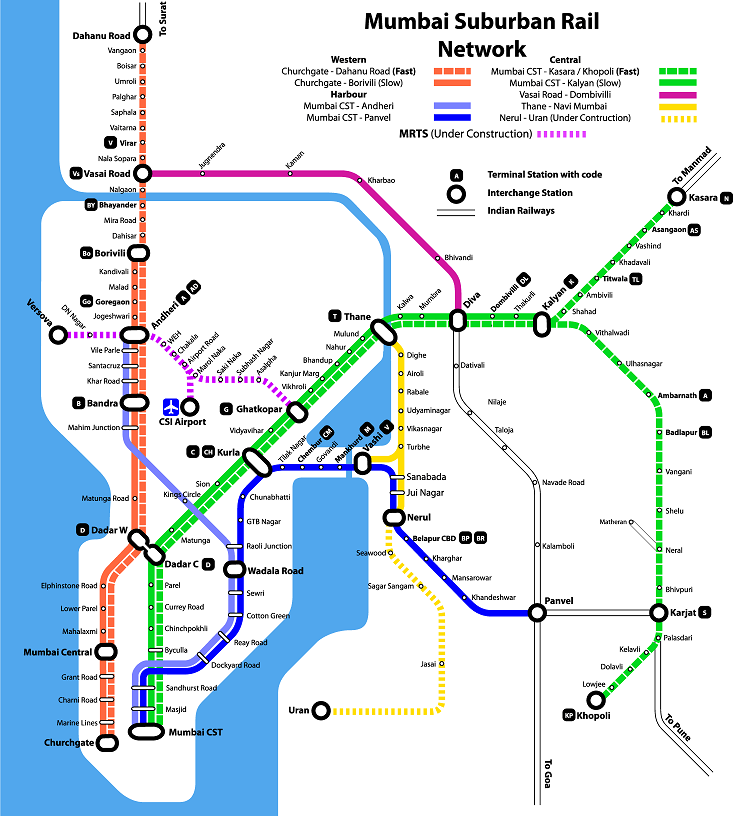 Mumbai Suburban Rail
Network
Western
Churchgate - Dahanu Road (Fast)
Churchgate - Borivili (Slow)
Harbour
Mumbai CST - Andheri
Mumbai CST - Panvel
Central
Mumbai CST - Kasara / Khopoli (Fast)
Mumbai CST - Kalyan (Slow)
Vasai Road - Dombivilli
Thane - Navi Mumbai
Nerul - Uran (Under Contruction)
MRTS (Under Construction)
A Terminal Station with code
Interchange Station
Indian Railways
To Surat
Dahanu Road
Vangaon
Boisar
Umroli
Palghar
Saphala
Vaitarna
V Virar
Nala Sopara
Vs Vasai Road
Nalgaon
BY Bhayander
Mira Road
Dahisar
Bo Borivili
Kandivali
Malad
Go Goregaon
Jogeshwari
Andheri A AD
Vile Parle
Santacruz
Khar Road
B Bandra
Mahim Junction
Matunga Road
D Dadar W
Elphinstone Road
Lower Parel
Mahalaxmi
Mumbai Central
Grant Road
Charni Road
Marine Lines
Churchgate
Versova
DN Nagar
WEH
Chakala
Airport Road
Marol Naka
Saki Naka
Subhash Nagar
Asalpha
CSI Airport
Jugnendra
Kaman
Kharbao
Bhivandi
Diva
To Manmad
Kasara N
Khardi
Asangaon AS
Vashind
Khadavali
Titwala TL
Ambivili
Shahad
Kalyan K
Thakurli
Dombivilli DL
Mumbra
Kalwa
T Thane
Mulund
Nahur
Bhandup
Kanjur Marg
Vikhroli
G Ghatkopar
Vidyavihar
C CH Kurla
Sion
Kings Circle
Matunga
Dadar C D
Parel
Currey Road
Chinchpokhli
Byculla
Sandhurst Road
Masjid
Mumbai CST
Vithalwadi
Ulhasnagar
Ambarnath A
Badlapur BL
Vangani
Shelu
Matheran
Neral
Bhivpuri
Karjat S
Palasdari
Kelavli
Dolavli
Lowjee
KP Khopoli
To Pune
Dighe
Alroli
Rabale
Udyaminagar
Vikasnagar
Turbhe
Sanabada
Jui Nagar
Nerul
Seawood
Sagar Sangam
Jasai
Uran
Tilak Nagar
Chembur CM
Govandi
Mankhurd M
Vashi V
Belapur CBD BP BR
Kharghar
Mansarowar
Khandeshwar
Panvel
Dativali
Nilaje
Taloja
Navade Road
Kalamboli
To Goa
Chunabhatti
GTB Nagar
Raoli Junction
Wadala Road
Sewri
Cotton Green
Reay Road
Dockyard Road